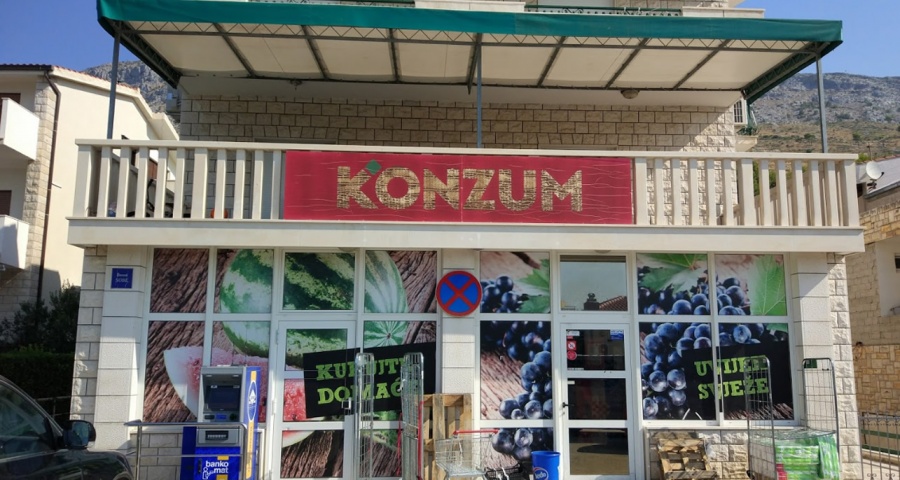 KONZUM
KUPUJTE
DOMAĆE
UVIJEK
SVJEŽE
banko
mat